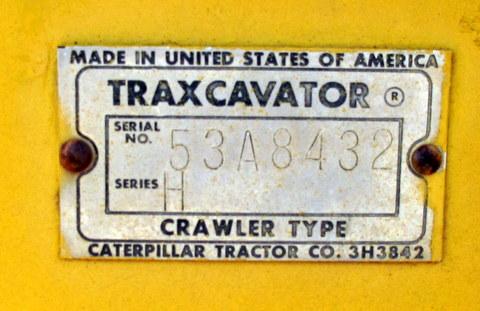 MADE IN UNITED STATES OF AMERICA
TRAXCAVATOR ®
SERIAL NO. 53A8432
SERIES H
CRAWLER TYPE
CATERPILLAR TRACTOR CO. 3H3842